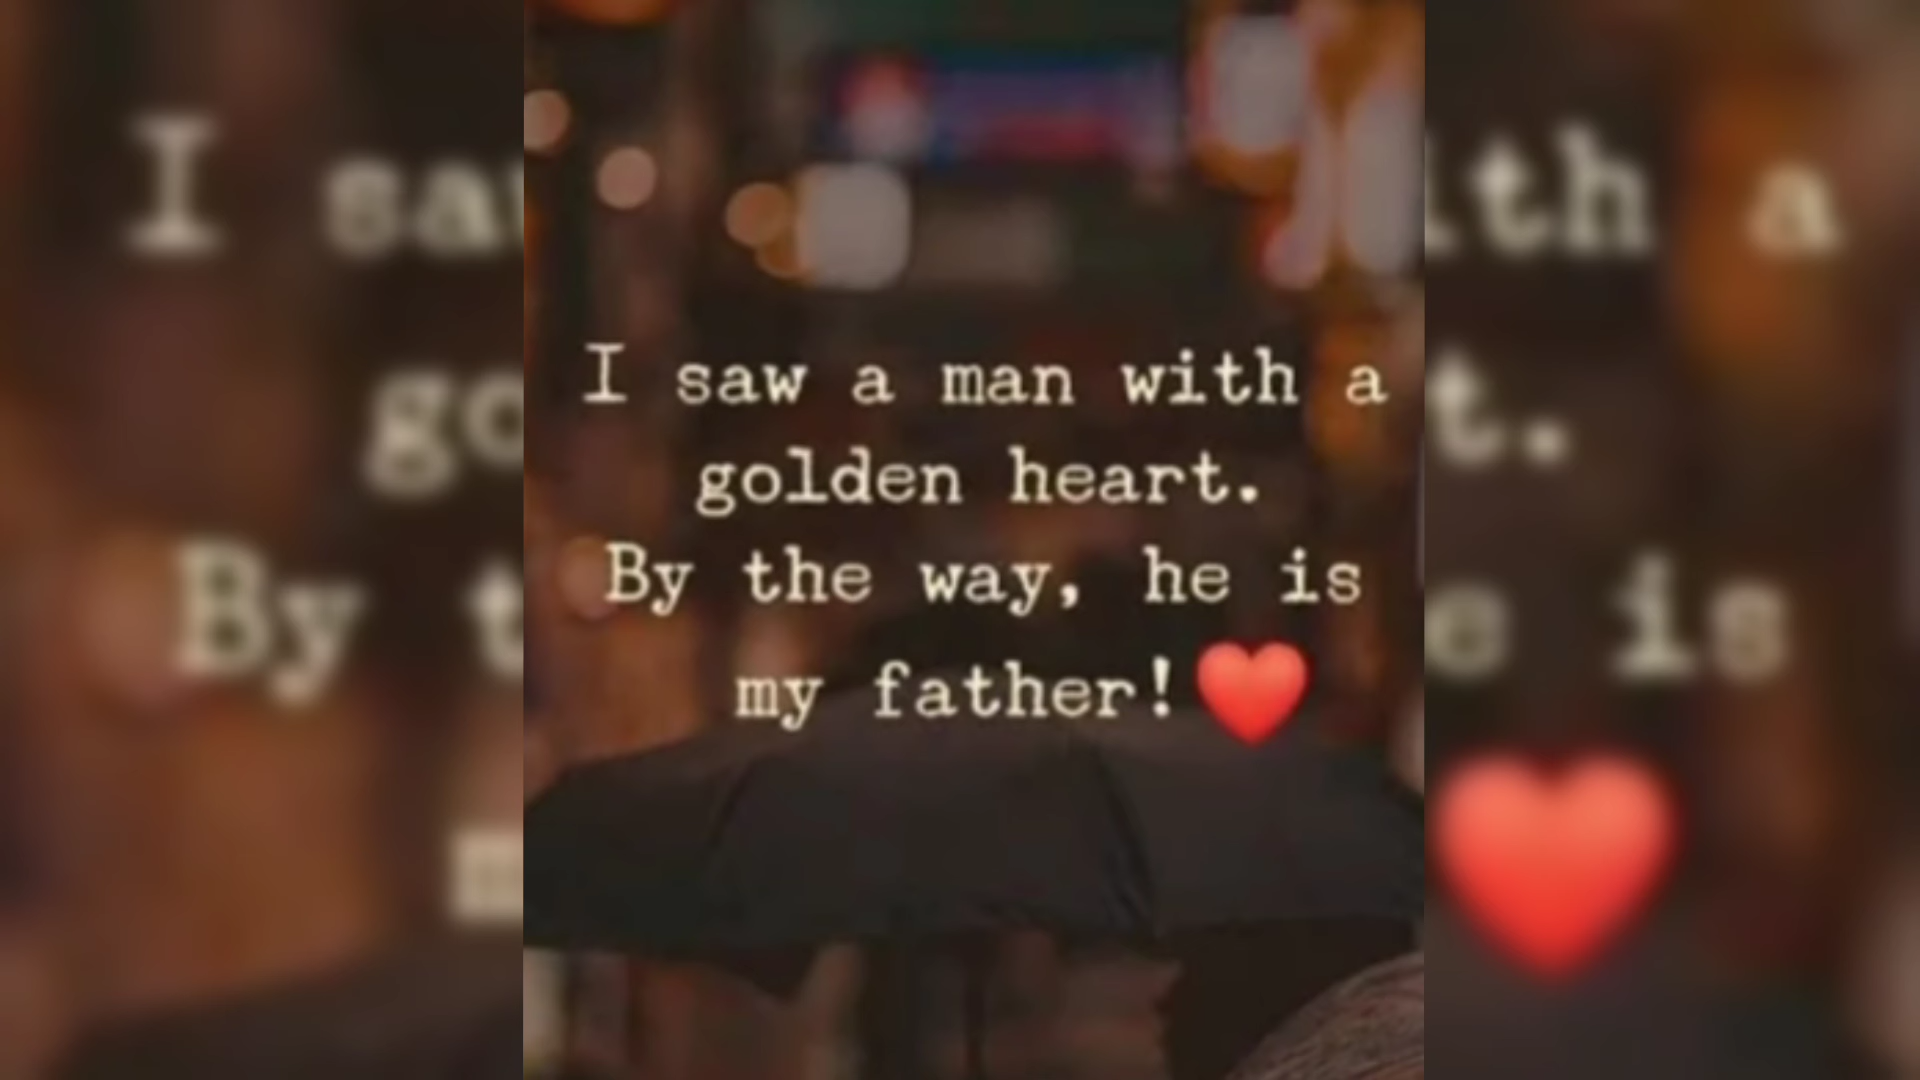 I saw a man with a
golden heart.
By the way, he is
my father!❤️